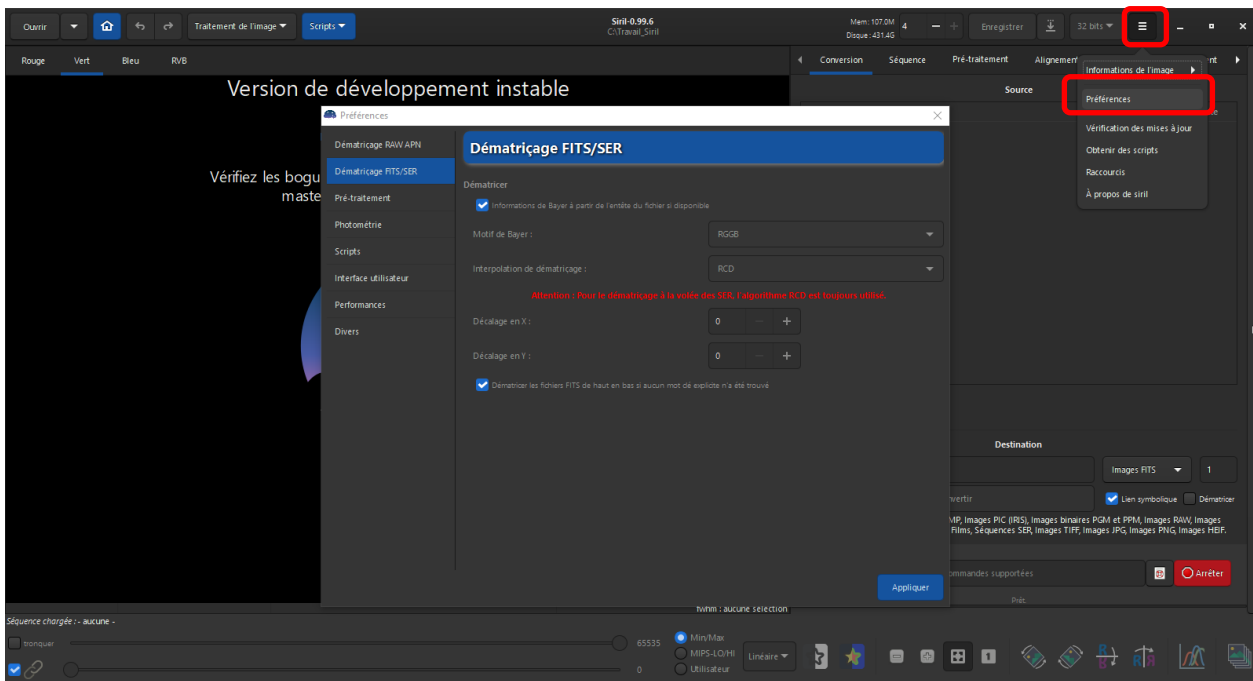 Ouvrir
Traitement de l'image
Scripts
Siril-0.99.6
C:\Travail_Siril
Mem: 107.0M
Disque: 431.4G
4
Enregistrer
32 bits
Rouge
Vert
Bleu
RVB
Conversion
Séquence
Pré-traitement
Alignement
nt
Version de développement instable
Vérifiez les bogu
maste
Source
Informations de l'image
Préférences
Vérification des mises à jour
Obtenir des scripts
Raccourcis
À propos de siril
Préférences
Dématriçage RAW APN
Dématriçage FITS/SER
Pré-traitement
Photométrie
Scripts
Interface utilisateur
Performances
Divers
Dématriçage FITS/SER
Dématricer
Informations de Bayer à partir de l'entête du fichier si disponible
Motif de Bayer :
RGGB
Interpolation de dématriçage :
RCD
Attention : Pour le dématriçage à la volée des SER, l'algorithme RCD est toujours utilisé.
Décalage en X :
0
Décalage en Y :
0
Dématricer les fichiers FITS de haut en bas si aucun mot clé explicite n'a été trouvé
Appliquer
Destination
Images FITS
1
nvertir
Lien symbolique
Dématricer
MP, Images PIC (IRIS), Images binaires PGM et PPM, Images RAW, Images
Films, Séquences SER, Images TIFF, Images JPG, Images PNG, Images HEIF.
ommandes supportées
Arrêter
Prêt.
fwhm : aucune sélection
Séquence chargée : - aucune -
tronquer
65535
0
Min/Max
MIPS-LO/HI
Utilisateur
Linéaire